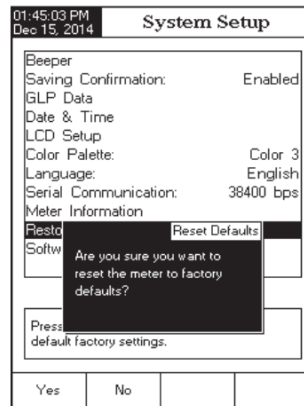 01:45:03 PM
Dec 15, 2014
System Setup
Beeper
Saving Confirmation: Enabled
GLP Data
Date & Time
LCD Setup
Color Palette: Color 3
Language: English
Serial Communication: 38400 bps
Meter Information
Resto
Softw
Reset Defaults
Are you sure you want to
reset the meter to factory
defaults?
Press
default factory settings.
Yes No